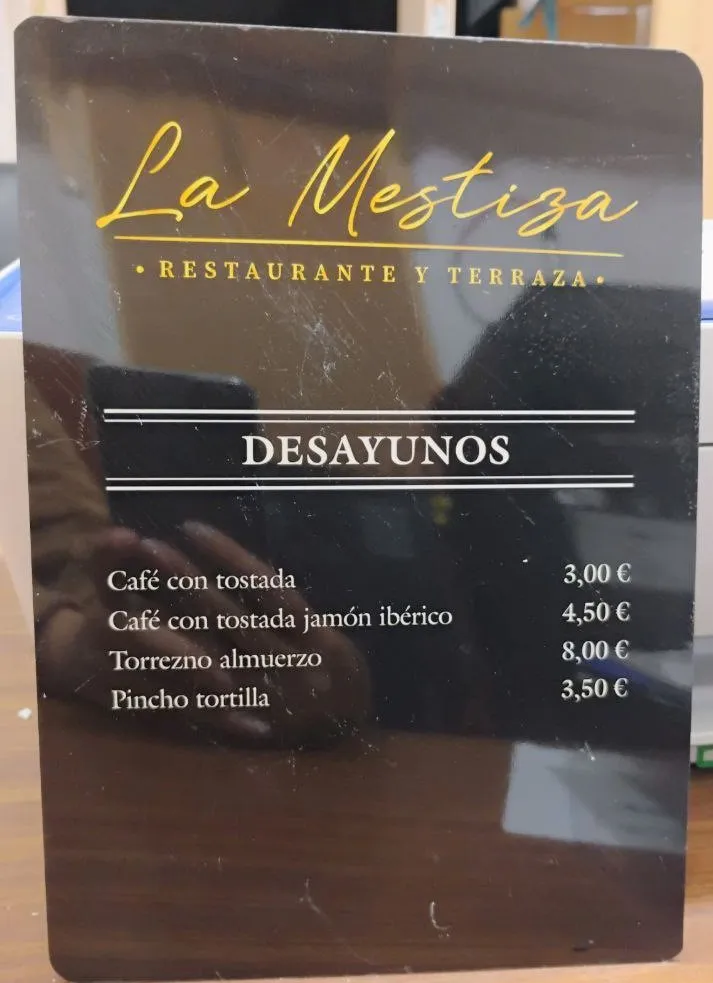 La Mestiza
• RESTAURANTE Y TERRAZA •
DESAYUNOS
Café con tostada 3,00 €
Café con tostada jamón ibérico 4,50 €
Torrezno almuerzo 8,00 €
Pincho tortilla 3,50 €